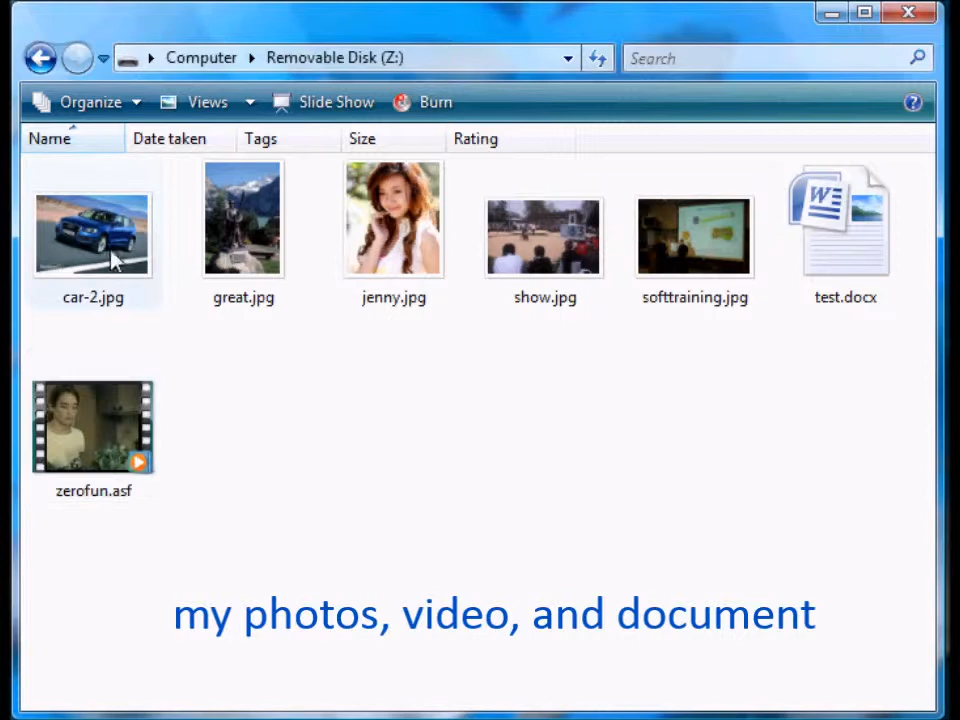 Computer Removable Disk (Z:) Search
Organize Views Slide Show Burn ?
Name Date taken Tags Size Rating
W
car-2.jpg great.jpg jenny.jpg show.jpg softtraining.jpg test.docx
zerofun.asf
my photos, video, and document